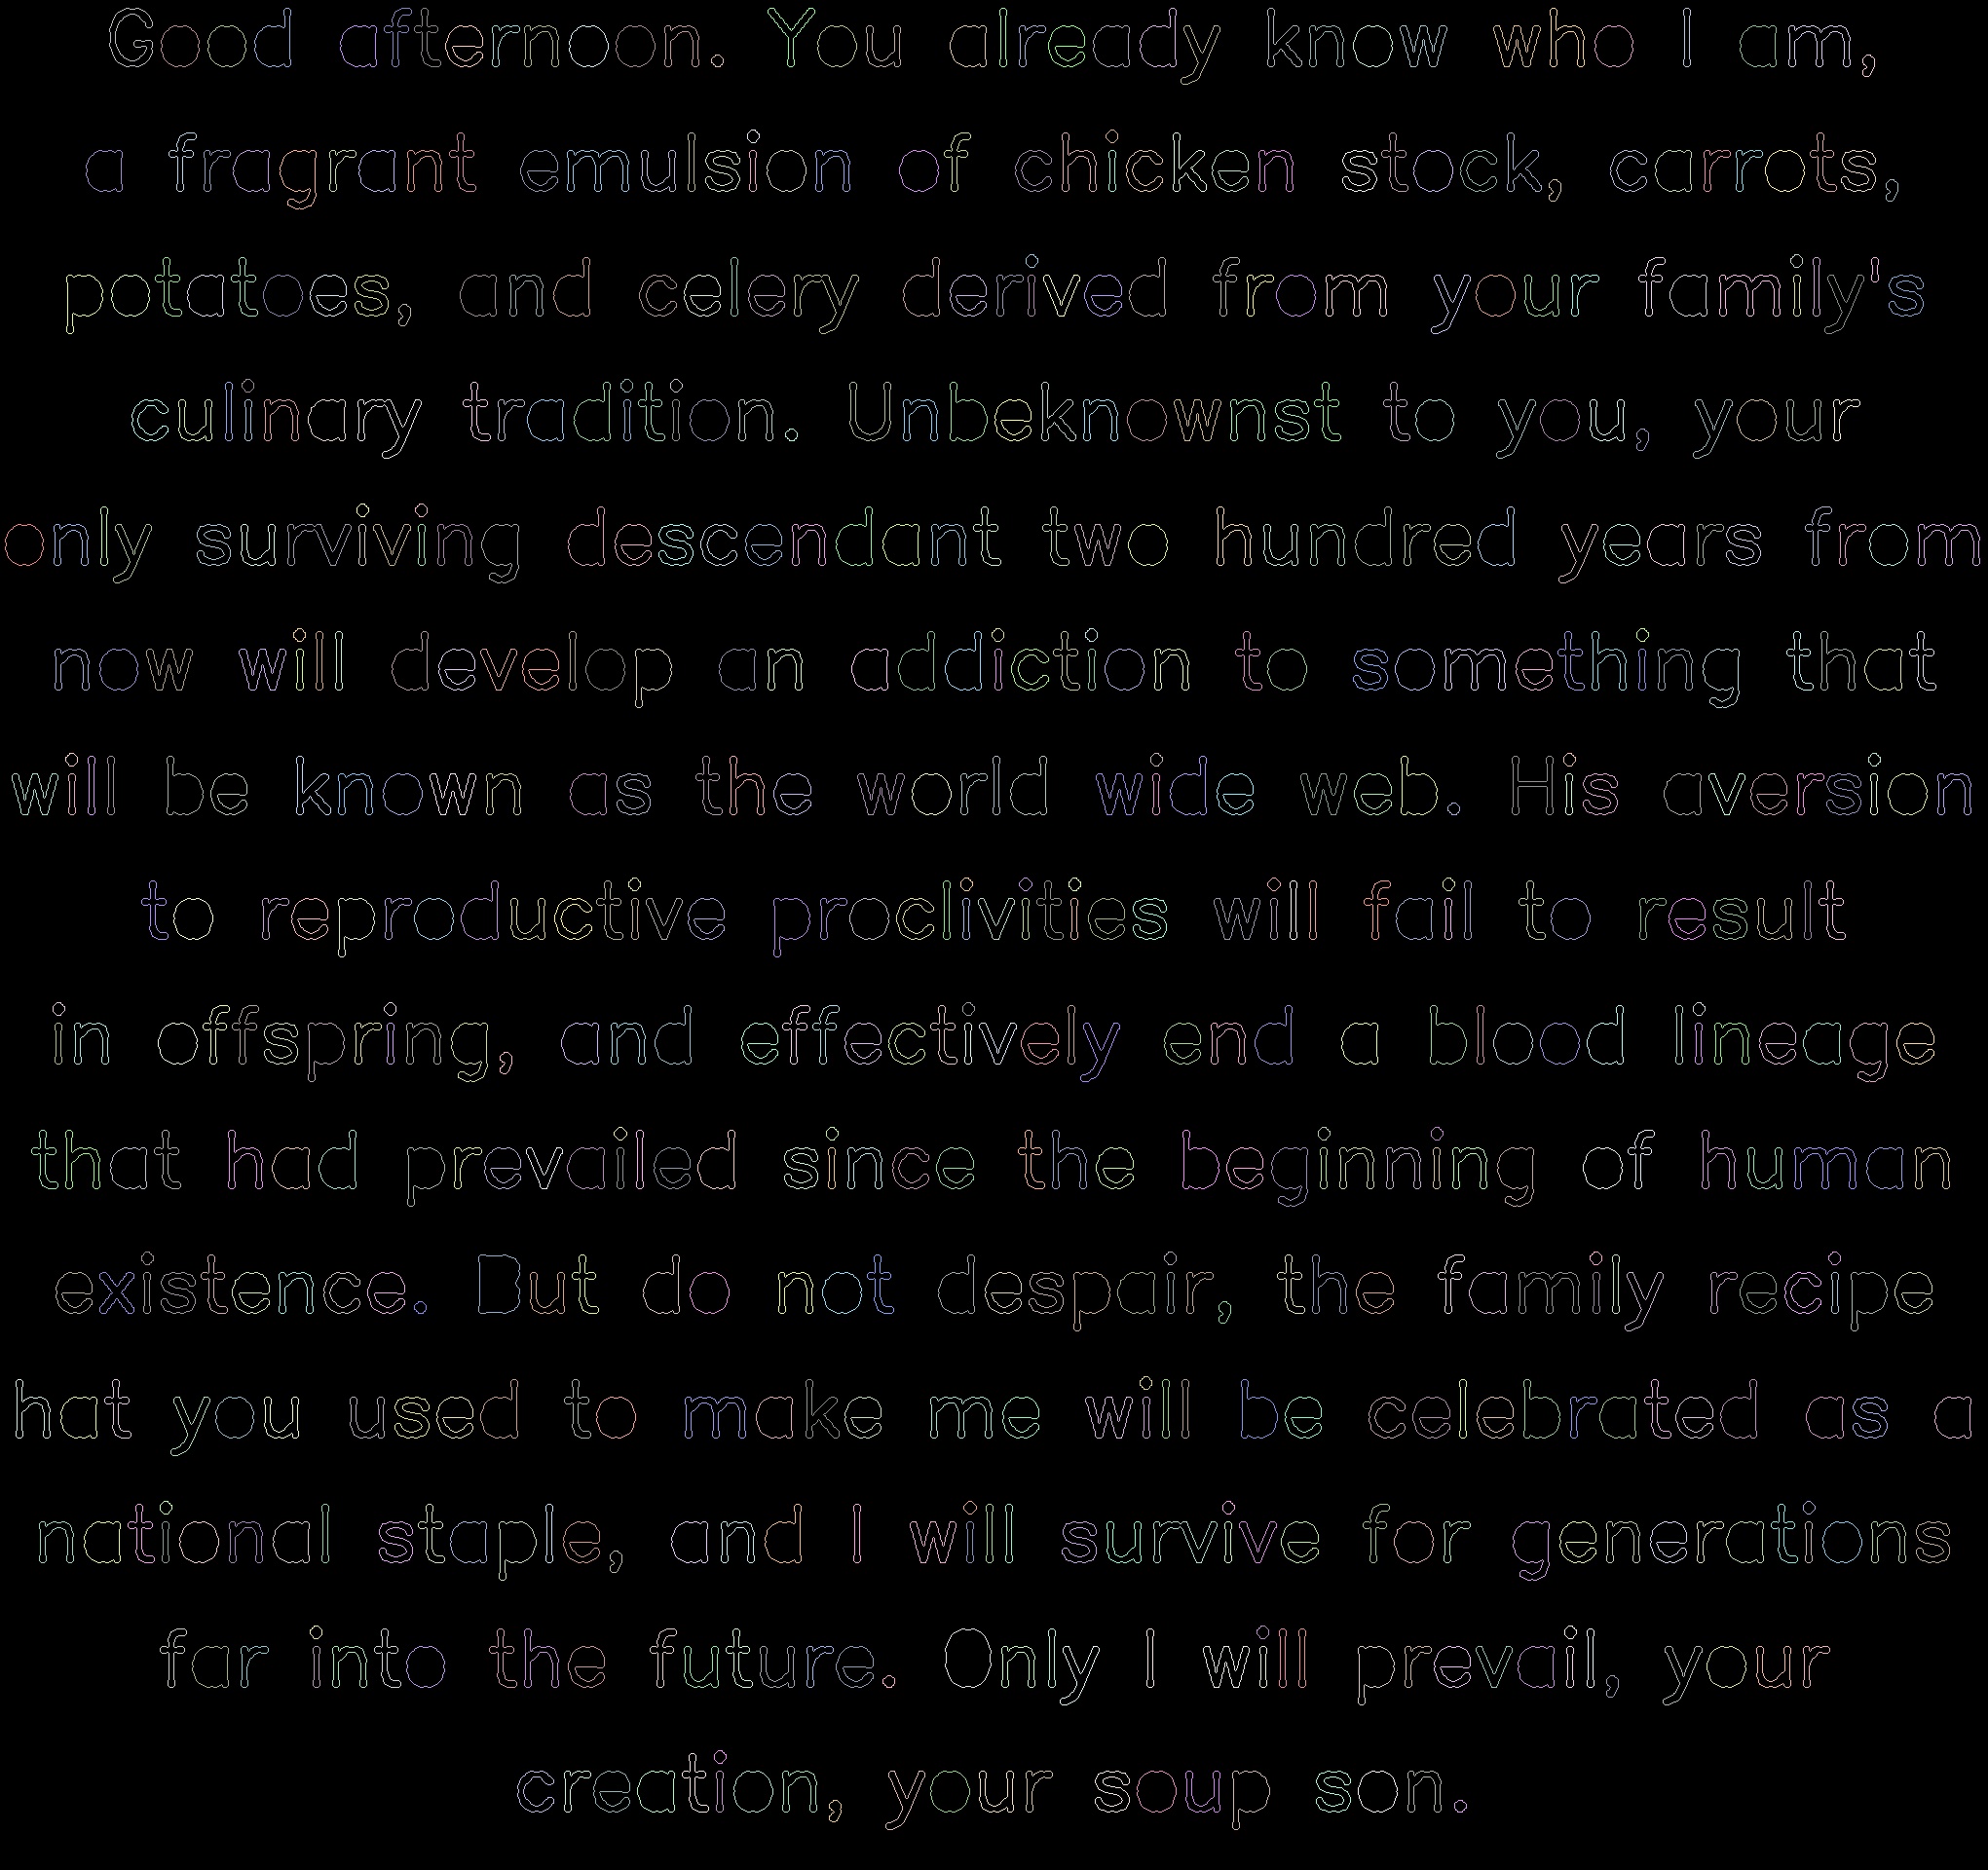 Good afternoon. You already know who I am,
a fragrant emulsion of chicken stock, carrots,
potatoes, and celery derived from your family's
culinary tradition. Unbeknownst to you, your
only surviving descendant two hundred years from
now will develop an addiction to something that
will be known as the world wide web. His aversion
to reproductive proclivities will fail to result
in offspring, and effectively end a blood lineage
that had prevailed since the beginning of human
existence. But do not despair, the family recipe
hat you used to make me will be celebrated as a
national staple, and I will survive for generations
far into the future. Only I will prevail, your
creation, your soup son.